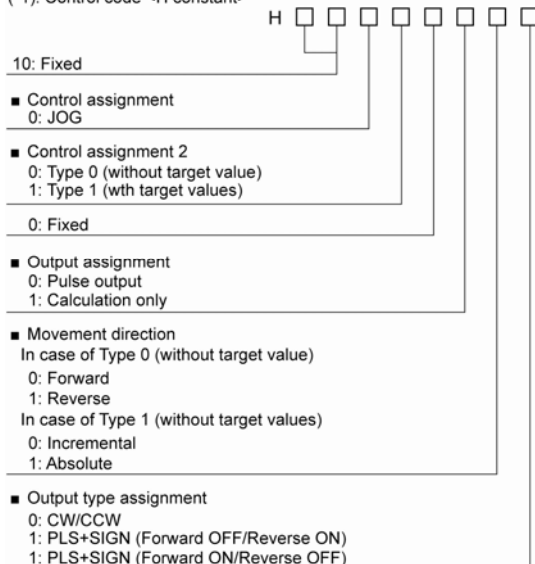 H □ □ □ □ □ □ □ □
10: Fixed
■ Control assignment
0: JOG
■ Control assignment 2
0: Type 0 (without target value)
1: Type 1 (wth target values)
0: Fixed
■ Output assignment
0: Pulse output
1: Calculation only
■ Movement direction
In case of Type 0 (without target value)
0: Forward
1: Reverse
In case of Type 1 (without target values)
0: Incremental
1: Absolute
■ Output type assignment
0: CW/CCW
1: PLS+SIGN (Forward OFF/Reverse ON)
1: PLS+SIGN (Forward ON/Reverse OFF)